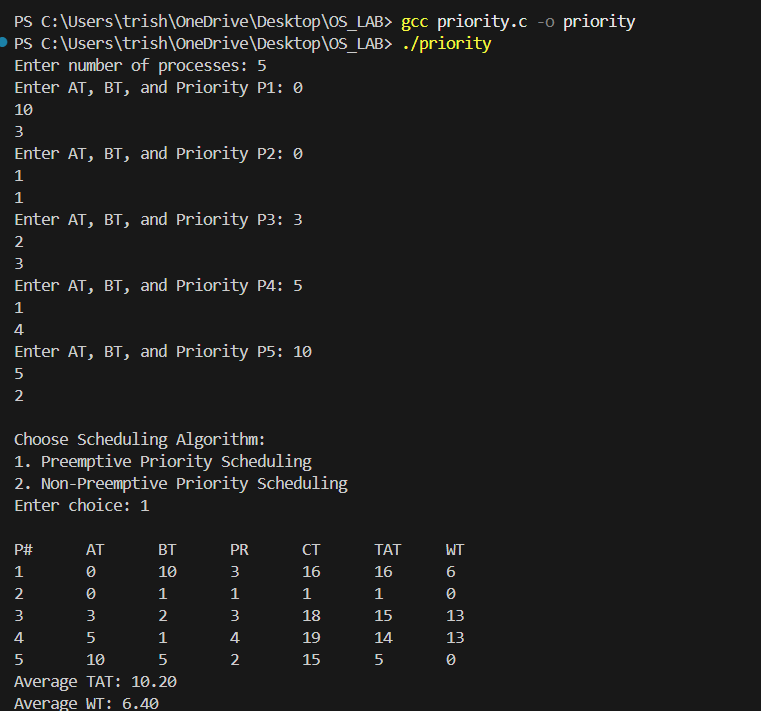 PS C:\Users\trish\OneDrive\Desktop\OS_LAB> gcc priority.c -o priority
PS C:\Users\trish\OneDrive\Desktop\OS_LAB> ./priority
Enter number of processes: 5
Enter AT, BT, and Priority P1: 0
10
3
Enter AT, BT, and Priority P2: 0
1
1
Enter AT, BT, and Priority P3: 3
2
3
Enter AT, BT, and Priority P4: 5
1
4
Enter AT, BT, and Priority P5: 10
5
2
Choose Scheduling Algorithm:
1. Preemptive Priority Scheduling
2. Non-Preemptive Priority Scheduling
Enter choice: 1
P# AT BT PR CT TAT WT
1 0 10 3 16 16 6
2 0 1 1 1 1 0
3 3 2 3 18 15 13
4 5 1 4 19 14 13
5 10 5 2 15 5 0
Average TAT: 10.20
Average WT: 6.40